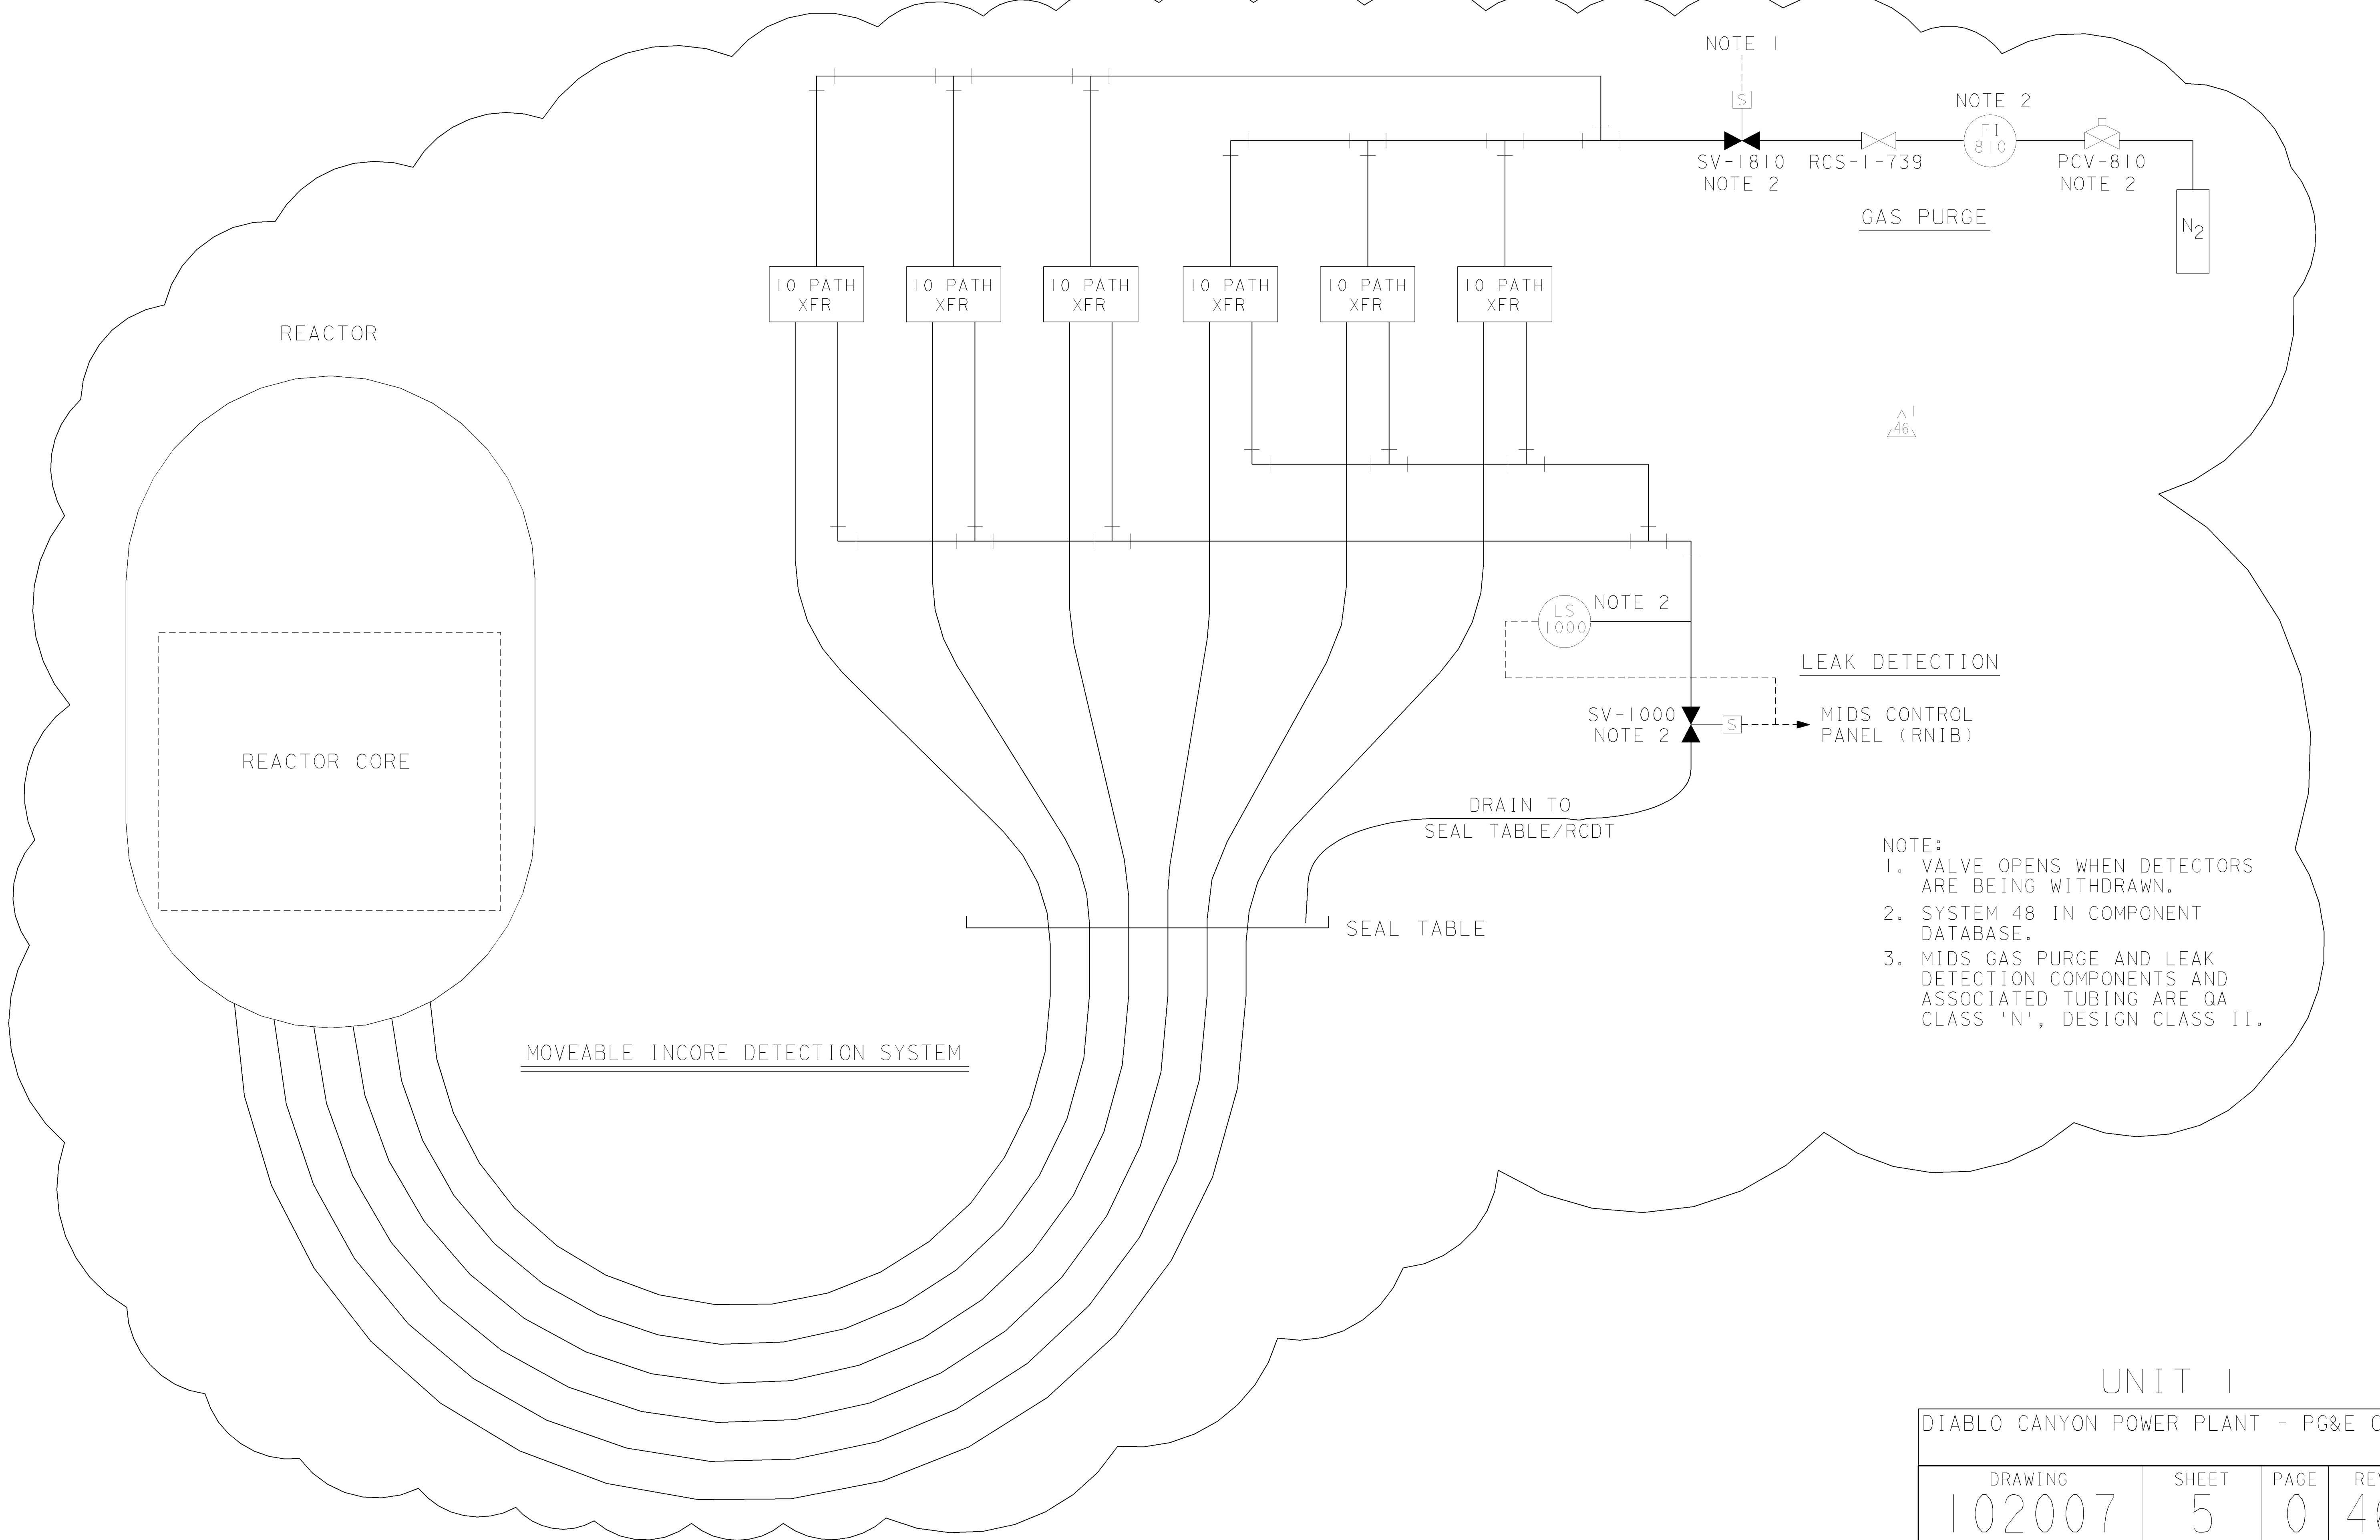 NOTE 1
S
NOTE 2
FI
810
SV-1810
NOTE 2
RCS-1-739
PCV-810
NOTE 2
GAS PURGE
N2
10 PATH
XFR
10 PATH
XFR
10 PATH
XFR
10 PATH
XFR
10 PATH
XFR
10 PATH
XFR
REACTOR
1
46
LS
1000
NOTE 2
LEAK DETECTION
SV-1000
NOTE 2
S
MIDS CONTROL
PANEL (RNIB)
REACTOR CORE
DRAIN TO
SEAL TABLE/RCDT
SEAL TABLE
NOTE:
1. VALVE OPENS WHEN DETECTORS
ARE BEING WITHDRAWN.
2. SYSTEM 48 IN COMPONENT
DATABASE.
3. MIDS GAS PURGE AND LEAK
DETECTION COMPONENTS AND
ASSOCIATED TUBING ARE QA
CLASS 'N', DESIGN CLASS II.
MOVEABLE INCORE DETECTION SYSTEM
UNIT 1
DIABLO CANYON POWER PLANT - PG&E
DRAWING
102007
SHEET
5
PAGE
0